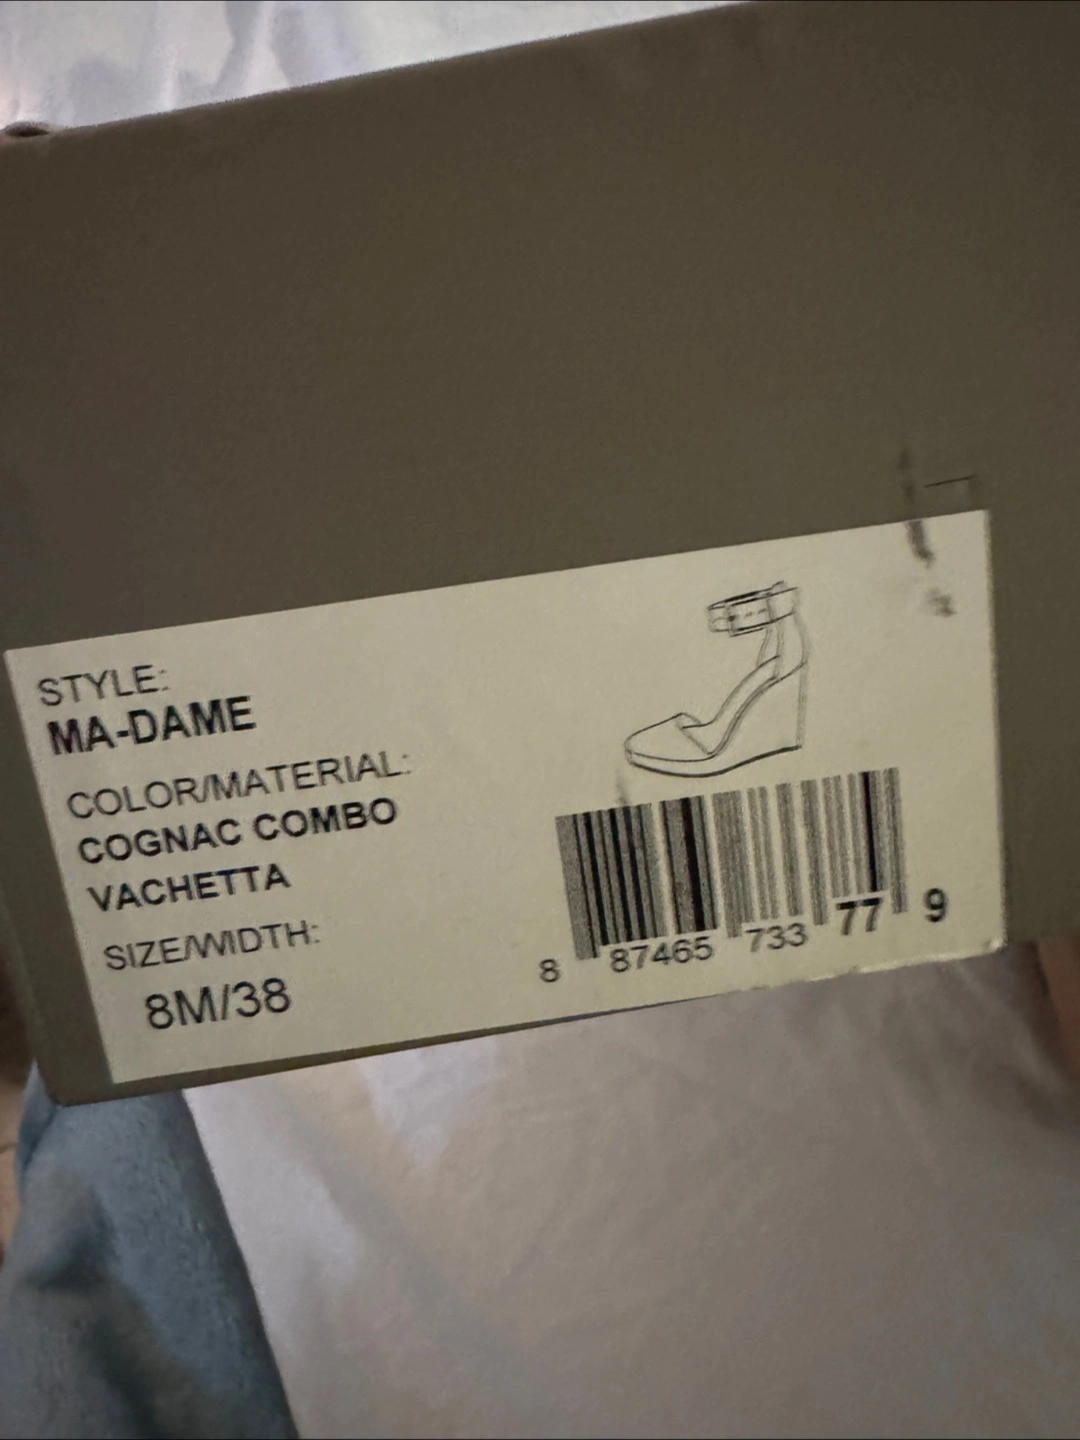 STYLE:
MA-DAME
COLOR/MATERIAL:
COGNAC COMBO
VACHETTA
SIZE/WIDTH:
8M/38
8 87465 733 77 9